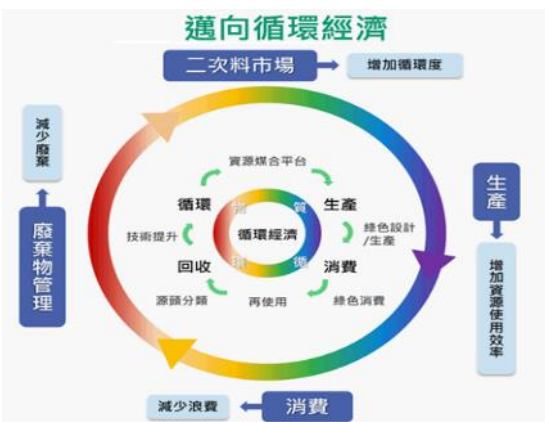 邁向循環經濟
二次料市場
增加循環度
減少廢棄
廢棄物管理
生產
增加資源使用效率
資源媒合平台
循環
物
質
生產
技術提升
循環經濟
綠色設計
/生產
回收
環
循
消費
源頭分類
再使用
綠色消費
減少浪費
消費